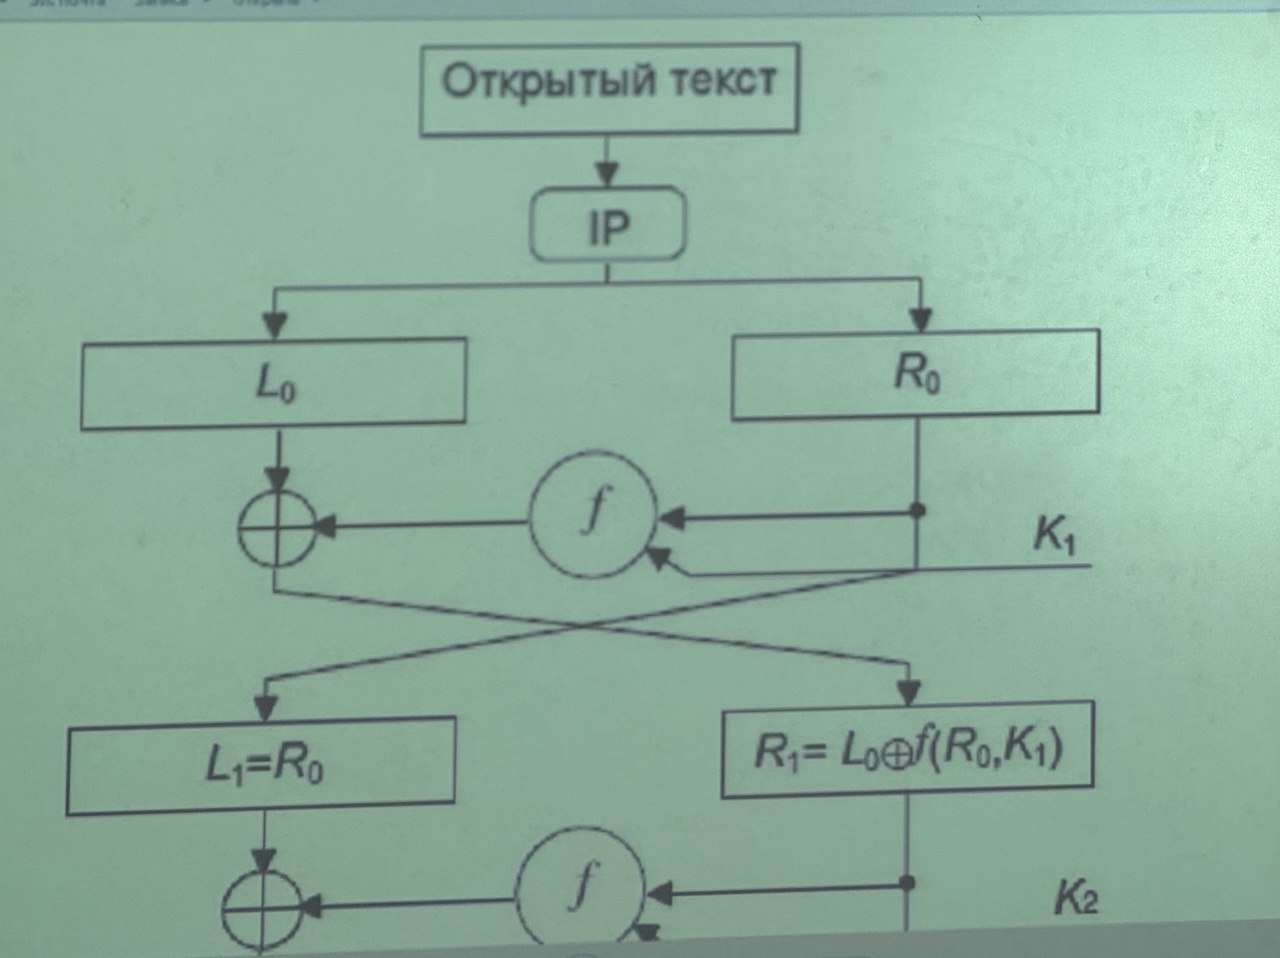 Открытый текст
IP
L₀
R₀
f
K₁
L₁=R₀
R₁= L₀⊕f(R₀,K₁)
f
K₂